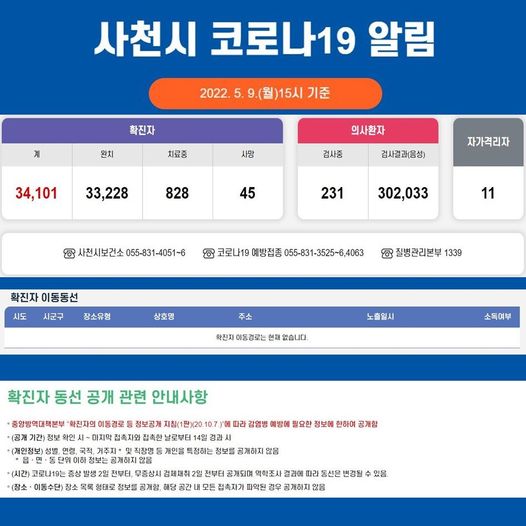 사천시 코로나19 알림
2022. 5. 9.(월)15시 기준
확진자 의사환자 자가격리자
계 완치 치료중 사망 검사중 검사결과(음성)
34,101 33,228 828 45 231 302,033 11
☎ 사천시보건소 055-831-4051~6 ☎ 코로나19 예방접종 055-831-3525~6,4063 ☎ 질병관리본부 1339
확진자 이동동선
시도 시군구 장소유형 상호명 주소 노출일시 소독여부
확진자 이동경로는 현재 없습니다.
확진자 동선 공개 관련 안내사항
* 중앙방역대책본부 "확진자의 이동경로 등 정보공개 지침(1판)(20.10.7.)"에 따라 감염병 예방에 필요한 정보에 한하여 공개함
* (공개 기간) 정보 확인 시 ~ 마지막 접촉자와 접촉한 날로부터 14일 경과 시
* (개인정보) 성별, 연령, 국적, 거주지 * 및 직장명 등 개인을 특정하는 정보를 공개하지 않음
* 읍 · 면 · 동 단위 이하 정보는 공개하지 않음
* (시간) 코로나19는 증상 발생 2일 전부터, 무증상시 검체채취 2일 전부터 공개되며 역학조사 결과에 따라 동선은 변경될 수 있음.
* (장소 · 이동수단) 장소 목록 형태로 정보를 공개함, 해당 공간 내 모든 접촉자가 파악된 경우 공개하지 않음